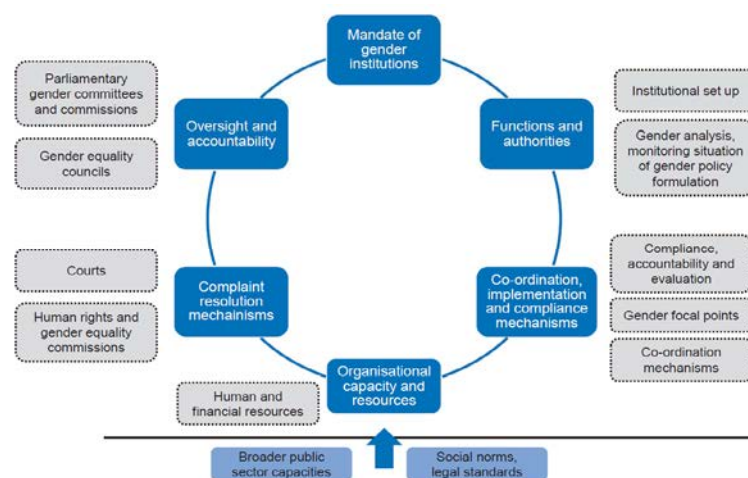 Mandate of
gender
institutions
Parliamentary
gender committees
and commissions
Gender equality
councils
Oversight and
accountability
Functions and
authorities
Institutional set up
Gender analysis,
monitoring situation
of gender policy
formulation
Courts
Human rights and
gender equality
commissions
Complaint
resolution
mechainisms
Co-ordination,
implementation
and compliance
mechanisms
Compliance,
accountability and
evaluation
Gender focal points
Co-ordination
mechanisms
Organisational
capacity and
resources
Human and
financial resources
Broader public
sector capacities
Social norms,
legal standards